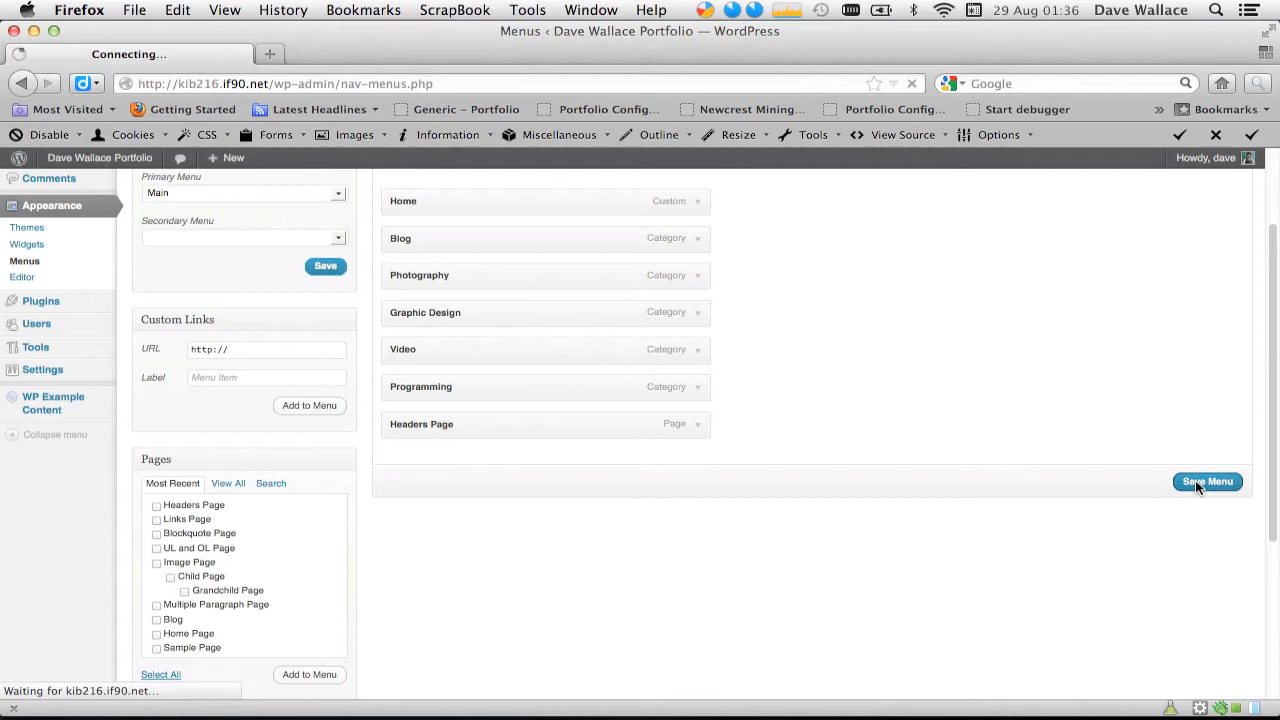 Firefox File Edit View History Bookmarks ScrapBook Tools Window Help 29 Aug 01:36 Dave Wallace
Menus ‹ Dave Wallace Portfolio — WordPress
Connecting...
http://kib216.if90.net/wp-admin/nav-menus.php
Google
Most Visited Getting Started Latest Headlines Generic – Portfolio Portfolio Config... Newcrest Mining... Portfolio Config... Start debugger » Bookmarks
Disable Cookies CSS Forms Images Information Miscellaneous Outline Resize Tools View Source Options
Dave Wallace Portfolio + New Howdy, dave
Comments
Appearance
Themes
Widgets
Menus
Editor
Plugins
Users
Tools
Settings
WP Example
Content
Collapse menu
Primary Menu
Main
Secondary Menu
Save
Custom Links
URL http://
Label Menu Item
Add to Menu
Pages
Most Recent View All Search
Headers Page
Links Page
Blockquote Page
UL and OL Page
Image Page
Child Page
Grandchild Page
Multiple Paragraph Page
Blog
Home Page
Sample Page
Select All Add to Menu
Home Custom
Blog Category
Photography Category
Graphic Design Category
Video Category
Programming Category
Headers Page Page
Save Menu
Waiting for kib216.if90.net...